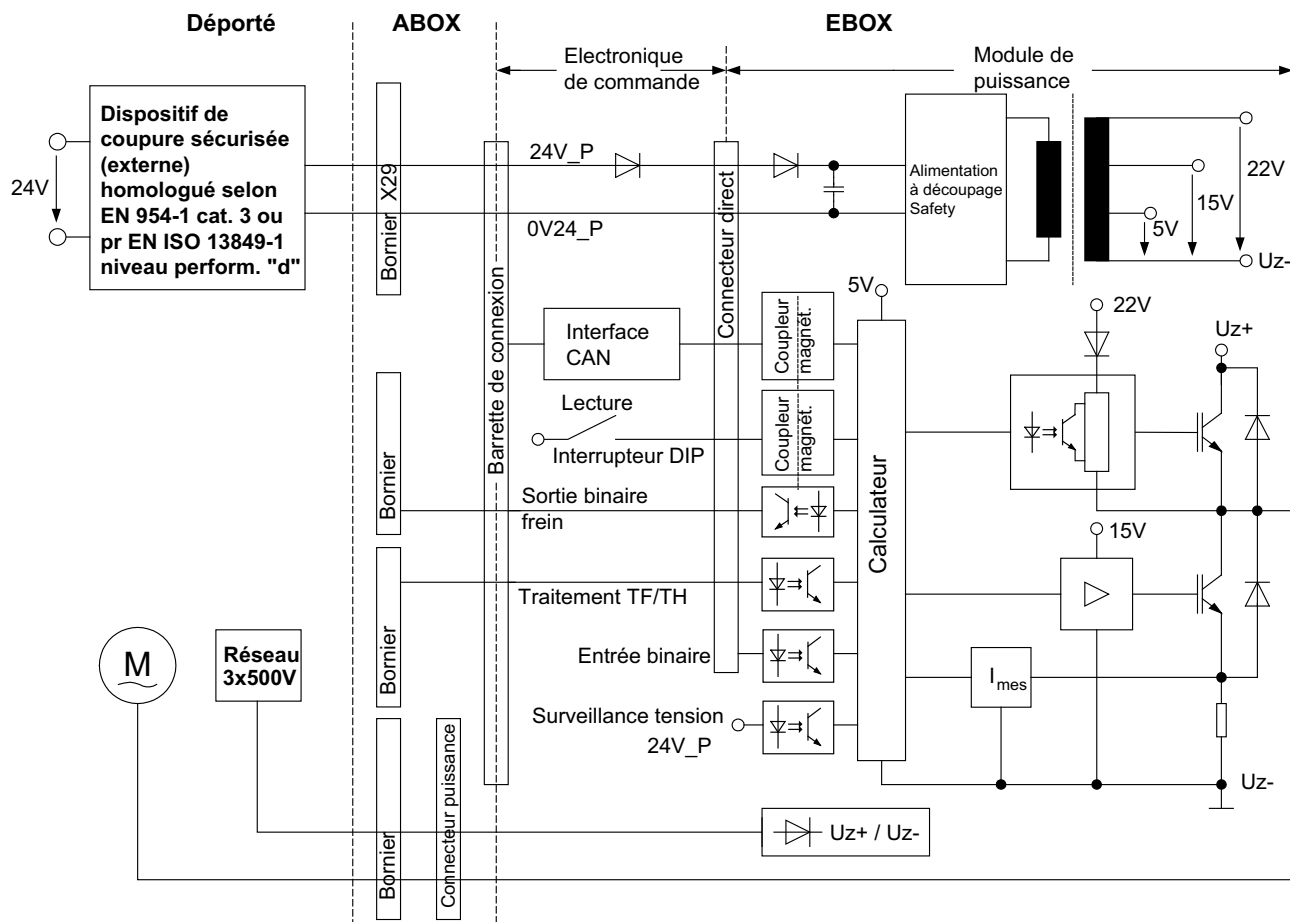 Déporté
ABOX
EBOX
Electronique
de commande
Module de
puissance
Dispositif de
coupure sécurisée
(externe)
homologué selon
EN 954-1 cat. 3 ou
pr EN ISO 13849-1
niveau perform. "d"
24V
Bornier X29
24V_P
0V24_P
Barrette de connexion
Connecteur direct
Alimentation
à découpage
Safety
22V
15V
5V
Uz-
5V
Interface
CAN
Coupleur
magnét.
22V
Uz+
Lecture
Interrupteur DIP
Coupleur
magnét.
Calculateur
Bornier
Sortie binaire
frein
15V
Bornier
Traitement TF/TH
M
Réseau
3x500V
Entrée binaire
I mes
Surveillance tension
24V_P
Uz-
Bornier
Connecteur puissance
Uz+ / Uz-